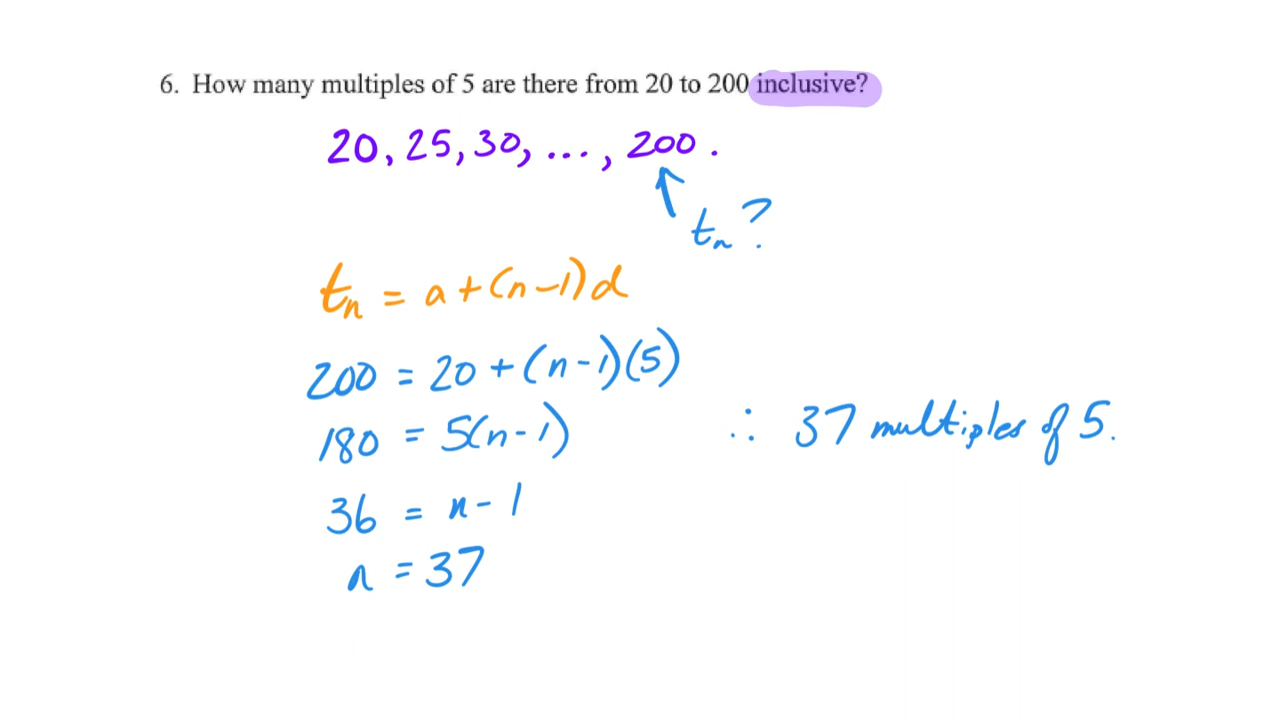 6. How many multiples of 5 are there from 20 to 200 inclusive?
20, 25, 30, ..., 200.
tₙ?
tₙ = a + (n-1)d
200 = 20 + (n-1)(5)
180 = 5(n-1)
∴ 37 multiples of 5.
36 = n-1
n = 37